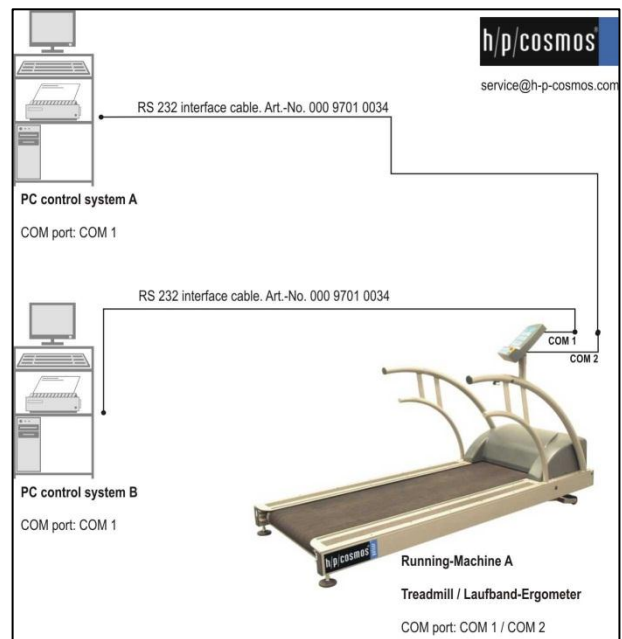 h/p/cosmos
service@h-p-cosmos.com
RS 232 interface cable. Art.-No. 000 9701 0034
PC control system A
COM port: COM 1
RS 232 interface cable. Art.-No. 000 9701 0034
COM 1
COM 2
PC control system B
COM port: COM 1
h/p/cosmos
Running-Machine A
Treadmill / Laufband-Ergometer
COM port: COM 1 / COM 2